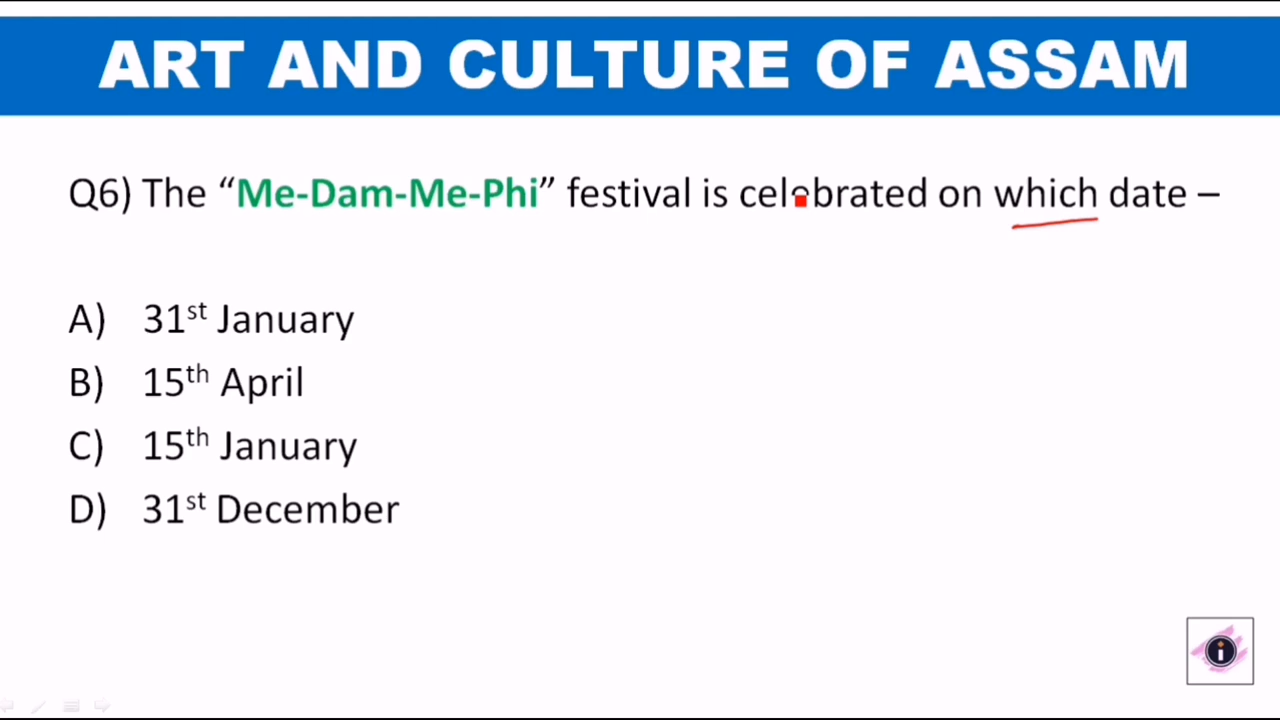 ART AND CULTURE OF ASSAM
Q6) The “Me-Dam-Me-Phi” festival is celebrated on which date –
A) 31st January
B) 15th April
C) 15th January
D) 31st December
i